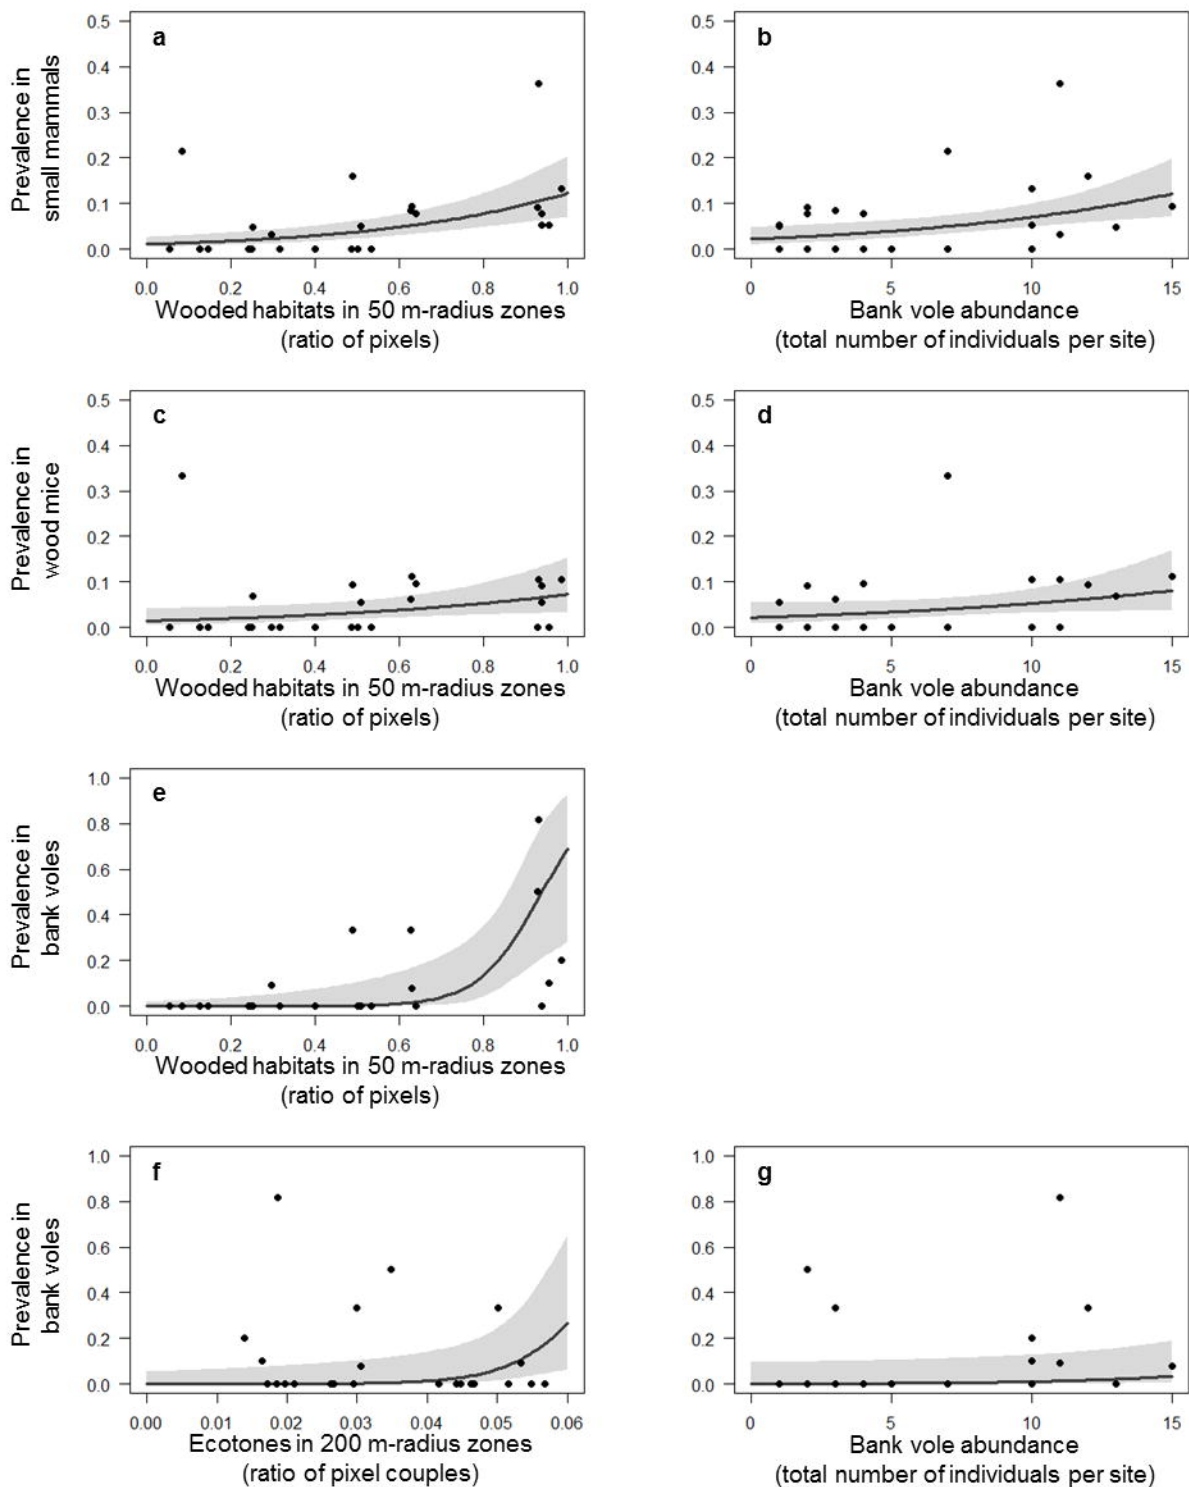 a
b
Prevalence in
small mammals
0.5
0.4
0.3
0.2
0.1
0.0
0.0 0.2 0.4 0.6 0.8 1.0
Wooded habitats in 50 m-radius zones
(ratio of pixels)
0.5
0.4
0.3
0.2
0.1
0.0
0 5 10 15
Bank vole abundance
(total number of individuals per site)
c
d
Prevalence in
wood mice
0.5
0.4
0.3
0.2
0.1
0.0
0.0 0.2 0.4 0.6 0.8 1.0
Wooded habitats in 50 m-radius zones
(ratio of pixels)
0.5
0.4
0.3
0.2
0.1
0.0
0 5 10 15
Bank vole abundance
(total number of individuals per site)
e
Prevalence in
bank voles
1.0
0.8
0.6
0.4
0.2
0.0
0.0 0.2 0.4 0.6 0.8 1.0
Wooded habitats in 50 m-radius zones
(ratio of pixels)
f
g
Prevalence in
bank voles
1.0
0.8
0.6
0.4
0.2
0.0
0.00 0.01 0.02 0.03 0.04 0.05 0.06
Ecotones in 200 m-radius zones
(ratio of pixel couples)
1.0
0.8
0.6
0.4
0.2
0.0
0 5 10 15
Bank vole abundance
(total number of individuals per site)